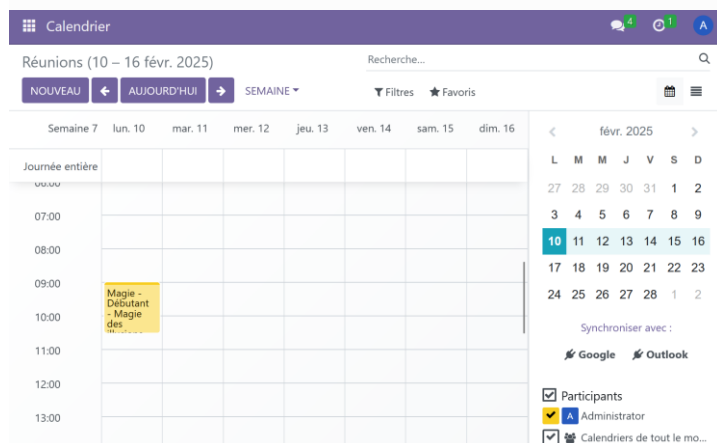 Calendrier
4
1
A
Réunions (10 – 16 févr. 2025)
Recherche...
NOUVEAU
AUJOURD'HUI
SEMAINE
Filtres
Favoris
Semaine 7 lun. 10 mar. 11 mer. 12 jeu. 13 ven. 14 sam. 15 dim. 16
Journée entière
06:00
07:00
08:00
09:00
10:00
11:00
12:00
13:00
Magie -
Débutant
- Magie
des
févr. 2025
L M M J V S D
27 28 29 30 31 1 2
3 4 5 6 7 8 9
10 11 12 13 14 15 16
17 18 19 20 21 22 23
24 25 26 27 28 1 2
Synchroniser avec :
Google
Outlook
Participants
A Administrator
Calendriers de tout le mo...